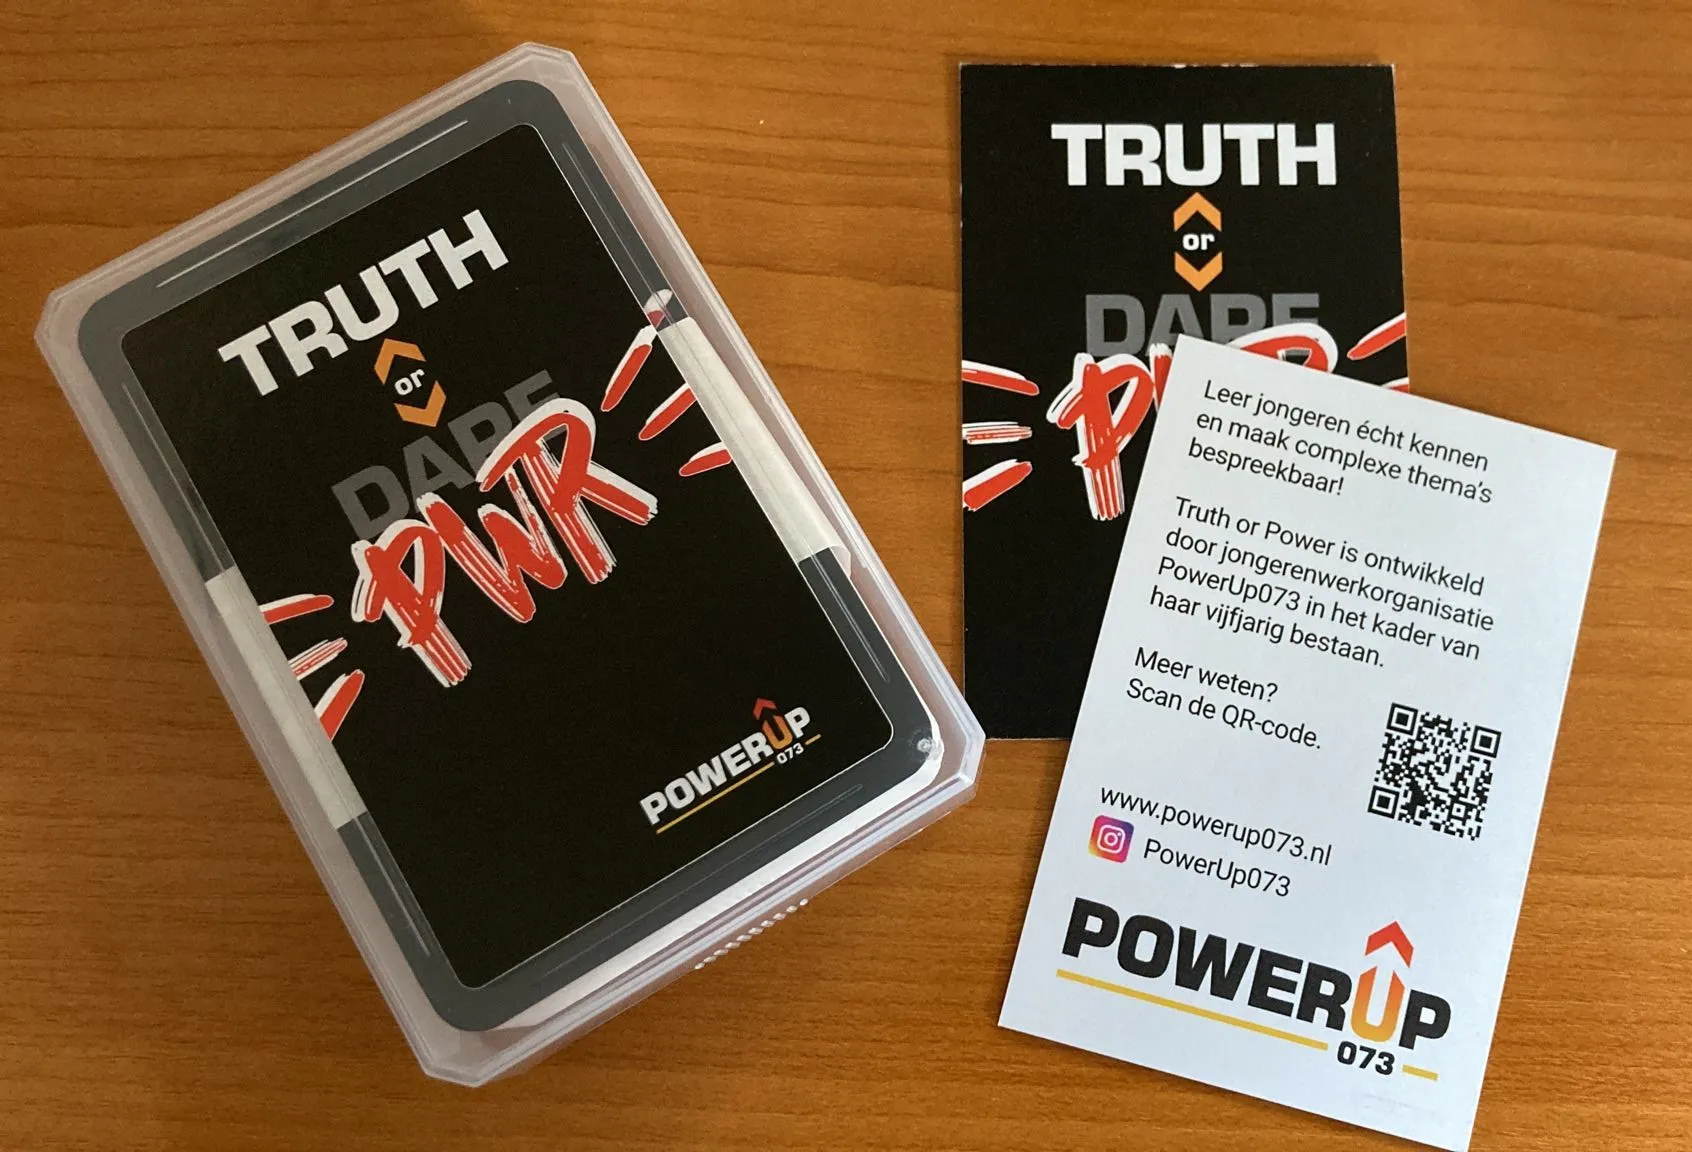 TRUTH
or
DARE
PWR
POWERUP
073
TRUTH
or
DARE
Leer jongeren écht kennen
en maak complexe thema's
bespreekbaar!
Truth or Power is ontwikkeld
door jongerenwerkorganisatie
PowerUp073 in het kader van
haar vijfjarig bestaan.
Meer weten?
Scan de QR-code.
www.powerup073.nl
PowerUp073
POWERUP
073